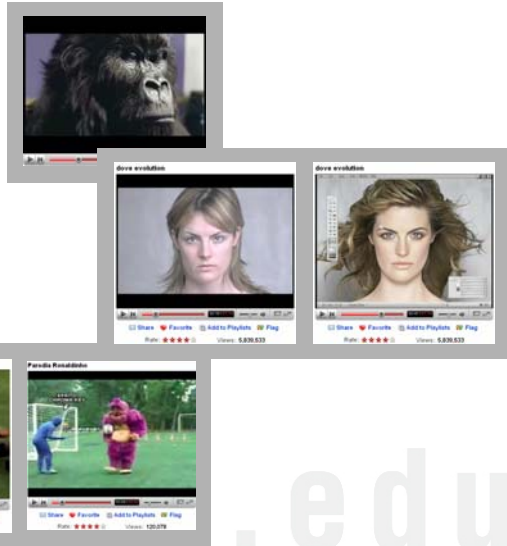 dove evolution
dove evolution
Share Favorite Add to Playlists Flag
Rate: Views: 5,839,533
Share Favorite Add to Playlists Flag
Rate: Views: 5,839,533
Parodia Ronaldinho
Share Favorite Add to Playlists Flag
Rate: Views: 120,078
.edu